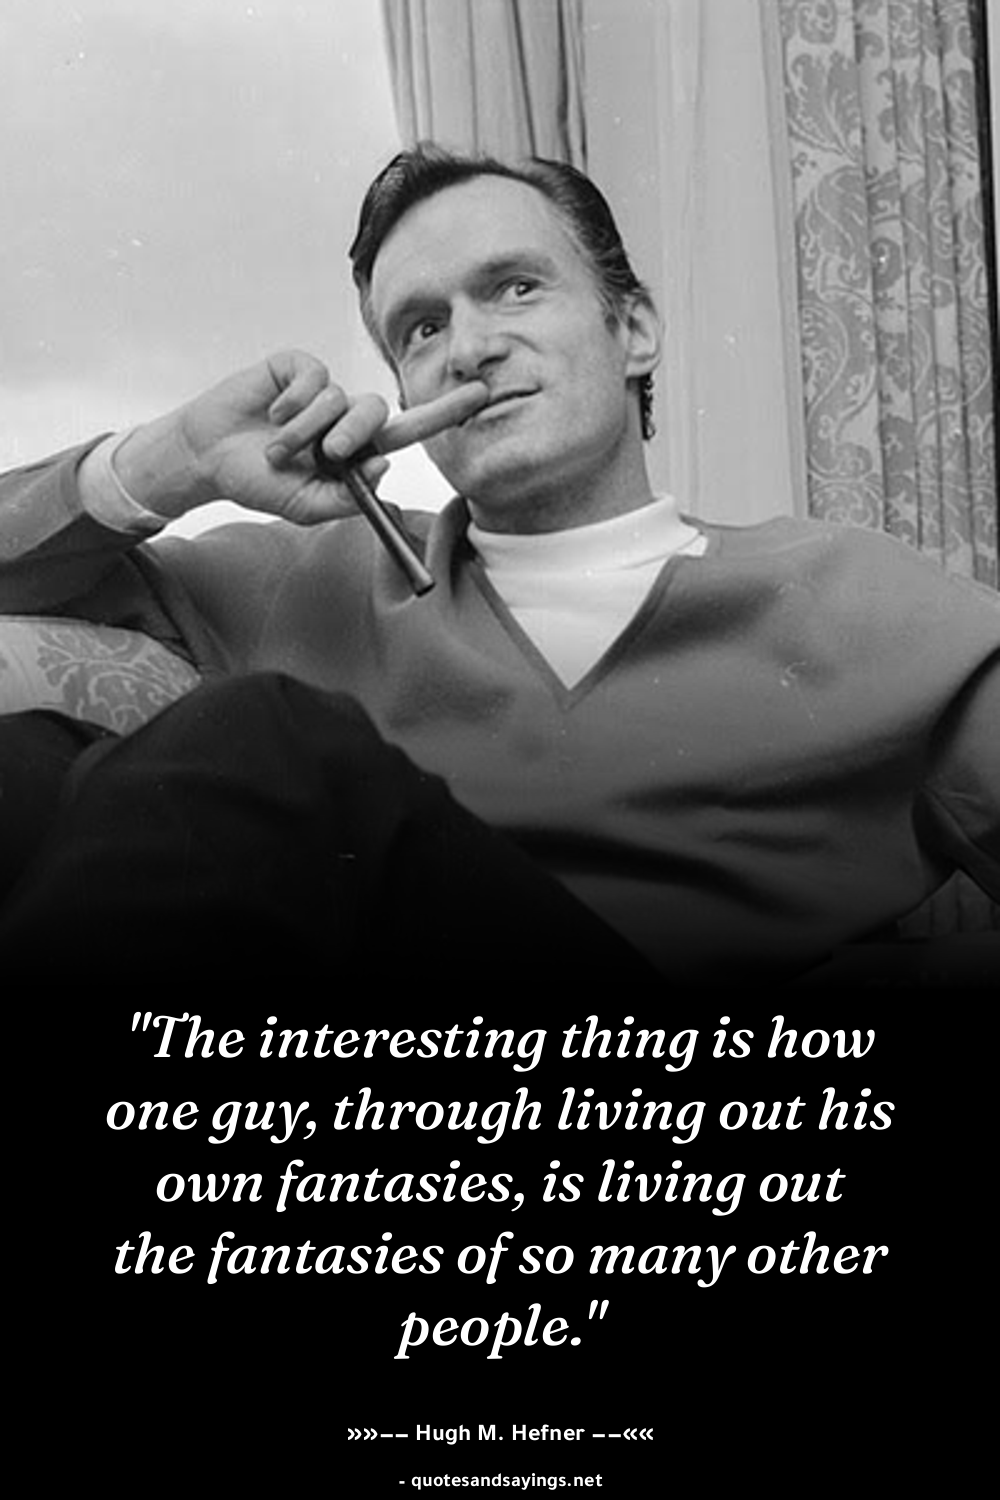 "The interesting thing is how
one guy, through living out his
own fantasies, is living out
the fantasies of so many other
people."
»»–– Hugh M. Hefner ––««
- quotesandsayings.net